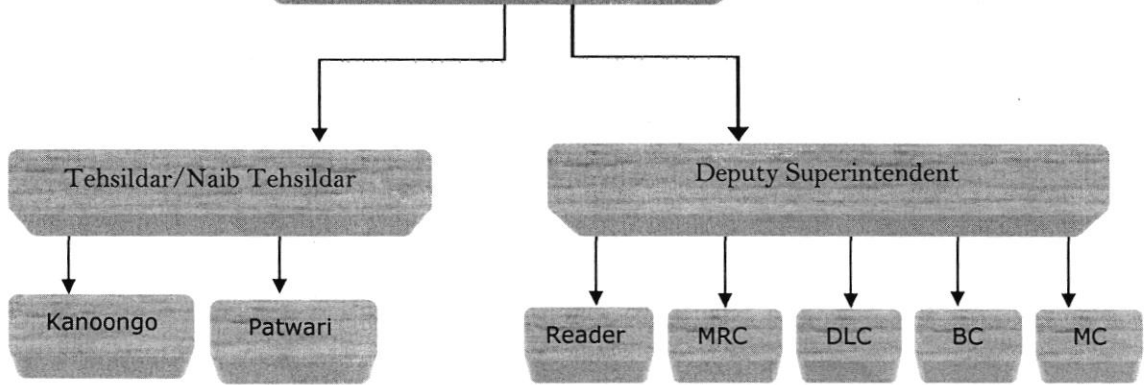 Tehsildar/Naib Tehsildar
Deputy Superintendent
Kanoongo
Patwari
Reader
MRC
DLC
BC
MC